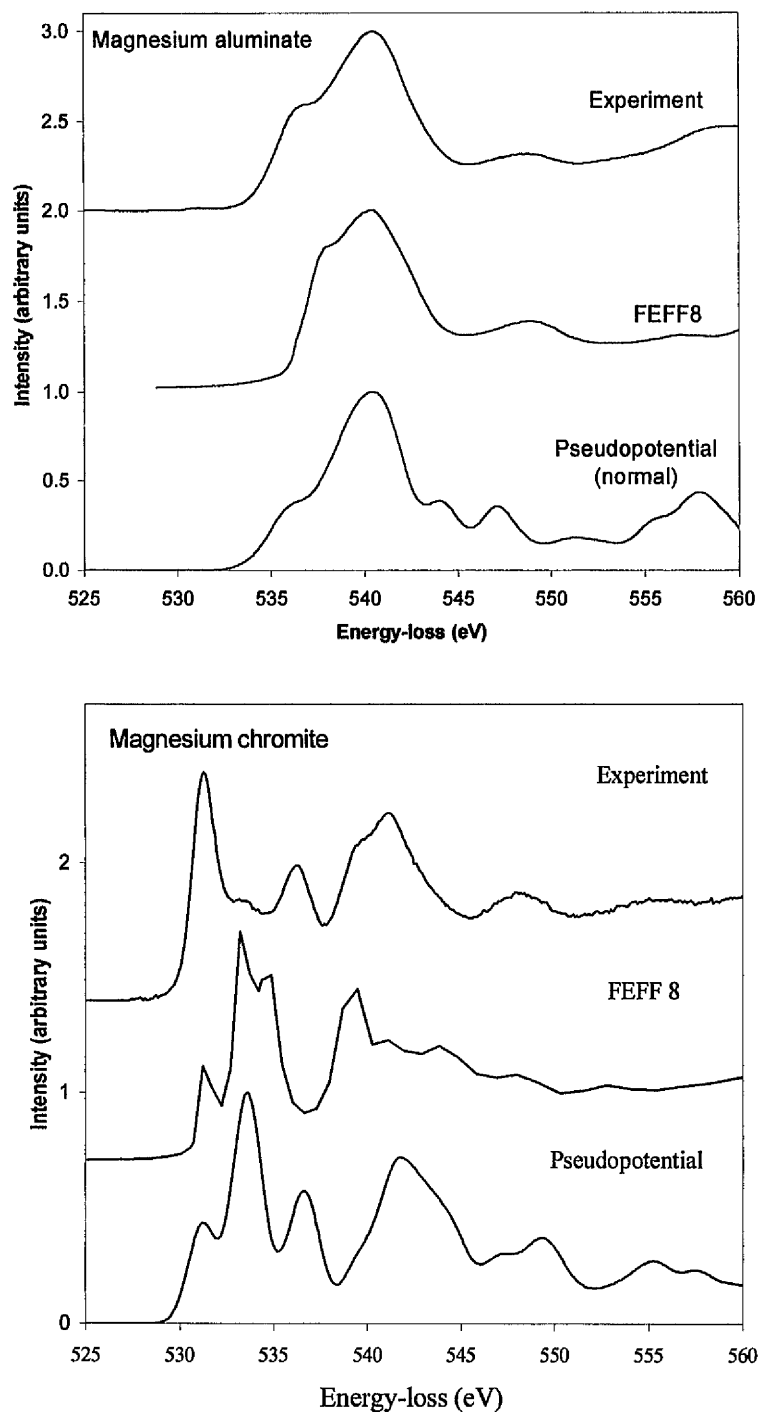 Magnesium aluminate
3.0
Experiment
2.5
2.0
1.5
FEFF8
1.0
Pseudopotential
(normal)
0.5
0.0
Intensity (arbitrary units)
525 530 535 540 545 550 555 560
Energy-loss (eV)
Magnesium chromite
Experiment
2
FEFF 8
1
Pseudopotential
0
Intensity (arbitrary units)
525 530 535 540 545 550 555 560
Energy-loss (eV)